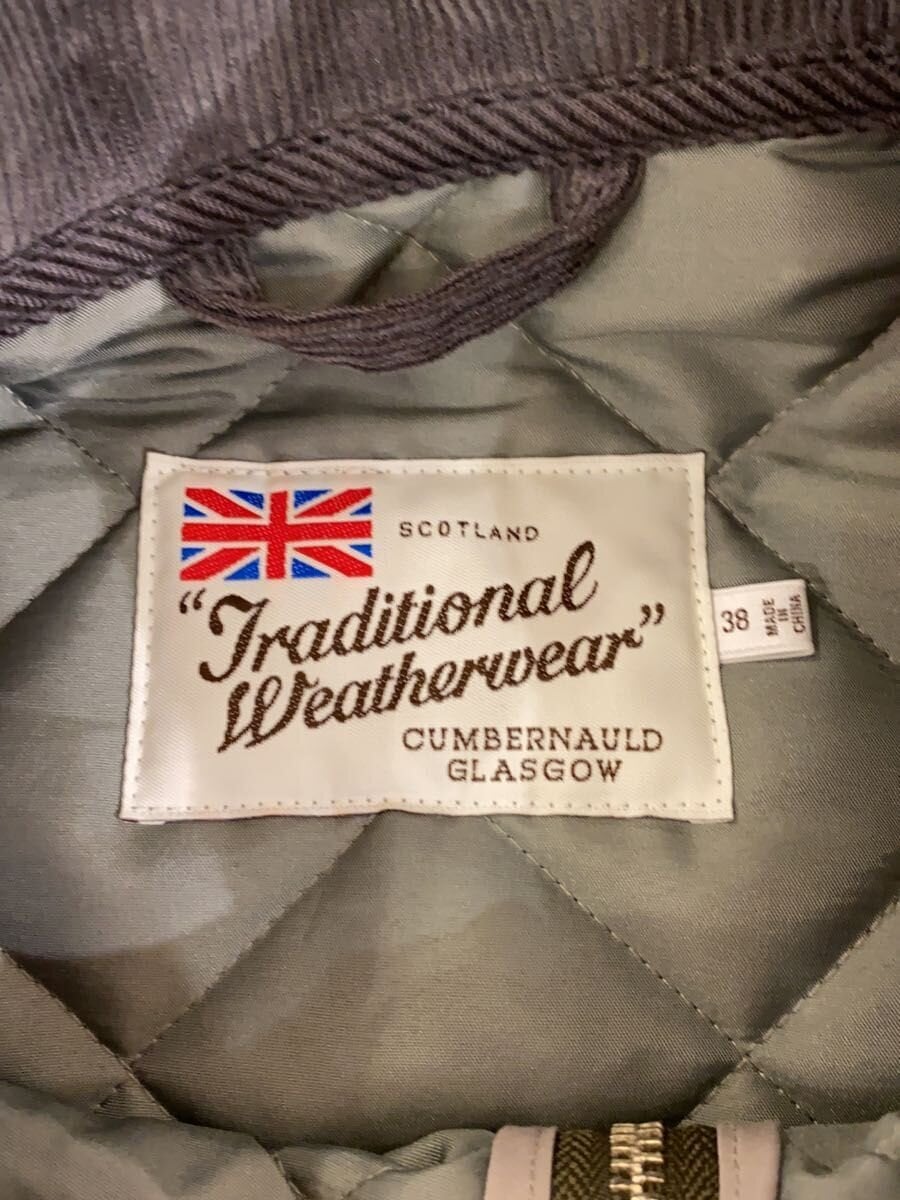 SCOTLAND
“Traditional
Weatherwear”
CUMBERNAULD
GLASGOW
38
MADE
IN
CHINA